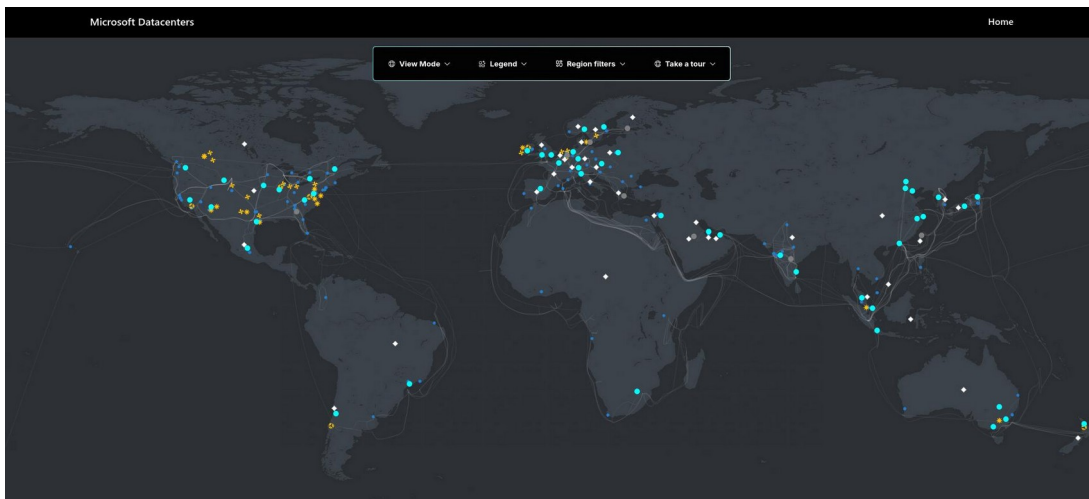 Microsoft Datacenters
Home
View Mode
Legend
Region filters
Take a tour